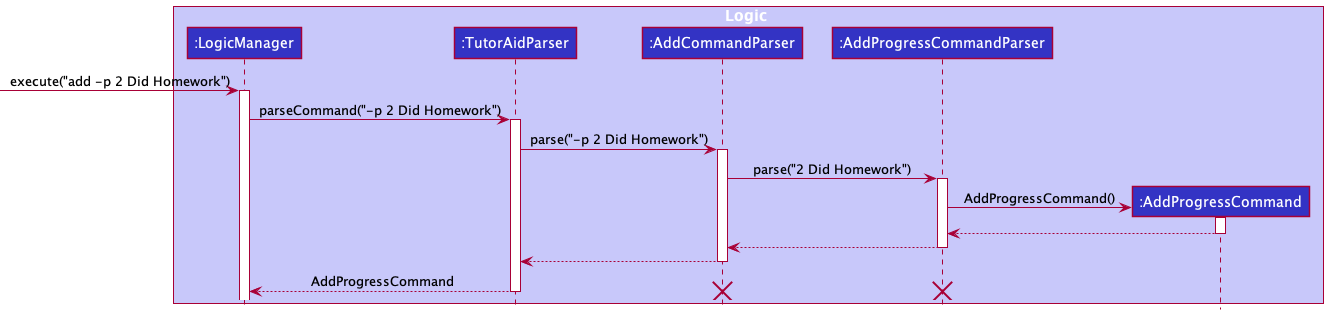 Logic
:LogicManager
:TutorAidParser
:AddCommandParser
:AddProgressCommandParser
execute("add -p 2 Did Homework")
parseCommand("-p 2 Did Homework")
parse("-p 2 Did Homework")
parse("2 Did Homework")
AddProgressCommand()
:AddProgressCommand
AddProgressCommand